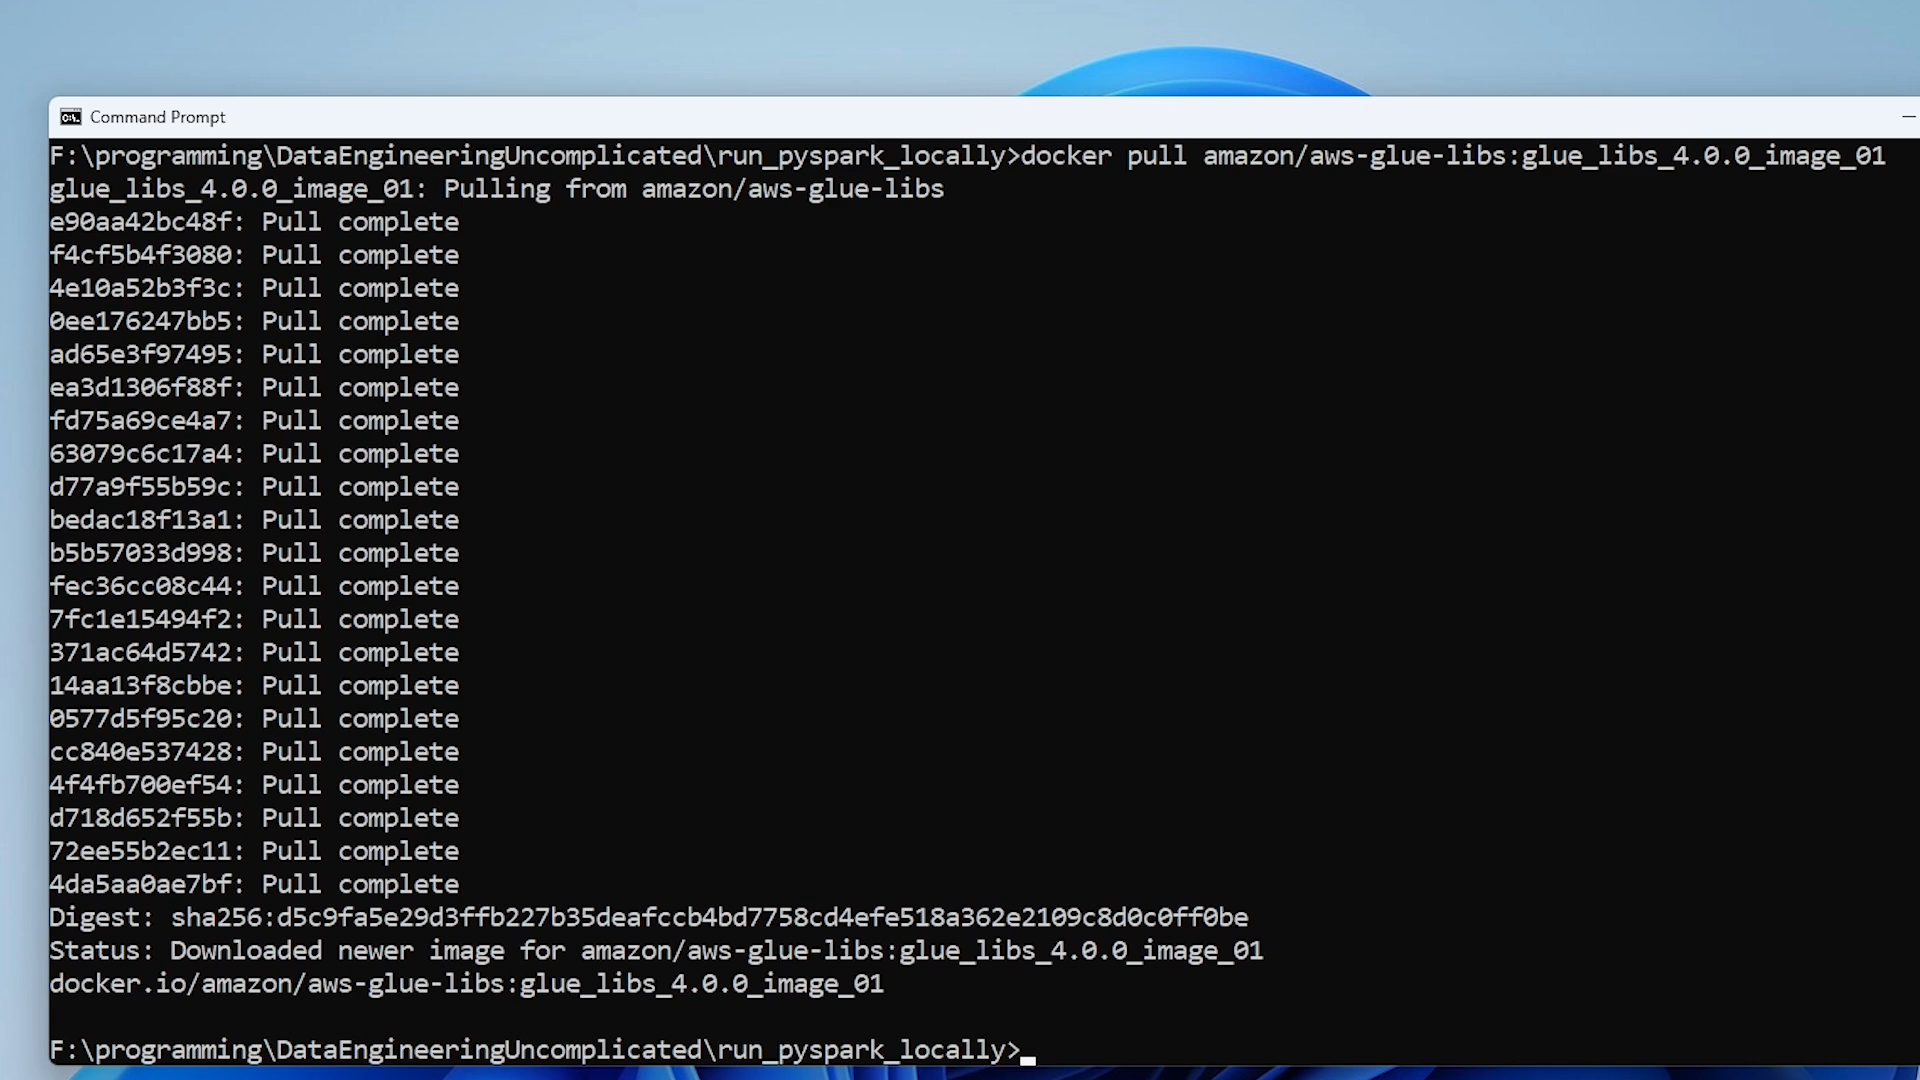 Command Prompt
F:\programming\DataEngineeringUncomplicated\run_pyspark_locally>docker pull amazon/aws-glue-libs:glue_libs_4.0.0_image_01
glue_libs_4.0.0_image_01: Pulling from amazon/aws-glue-libs
e90aa42bc48f: Pull complete
f4cf5b4f3080: Pull complete
4e10a52b3f3c: Pull complete
0ee176247bb5: Pull complete
ad65e3f97495: Pull complete
ea3d1306f88f: Pull complete
fd75a69ce4a7: Pull complete
63079c6c17a4: Pull complete
d77a9f55b59c: Pull complete
bedac18f13a1: Pull complete
b5b57033d998: Pull complete
fec36cc08c44: Pull complete
7fc1e15494f2: Pull complete
371ac64d5742: Pull complete
14aa13f8cbbe: Pull complete
0577d5f95c20: Pull complete
cc840e537428: Pull complete
4f4fb700ef54: Pull complete
d718d652f55b: Pull complete
72ee55b2ec11: Pull complete
4da5aa0ae7bf: Pull complete
Digest: sha256:d5c9fa5e29d3ffb227b35deafccb4bd7758cd4efe518a362e2109c8d0c0ff0be
Status: Downloaded newer image for amazon/aws-glue-libs:glue_libs_4.0.0_image_01
docker.io/amazon/aws-glue-libs:glue_libs_4.0.0_image_01
F:\programming\DataEngineeringUncomplicated\run_pyspark_locally>